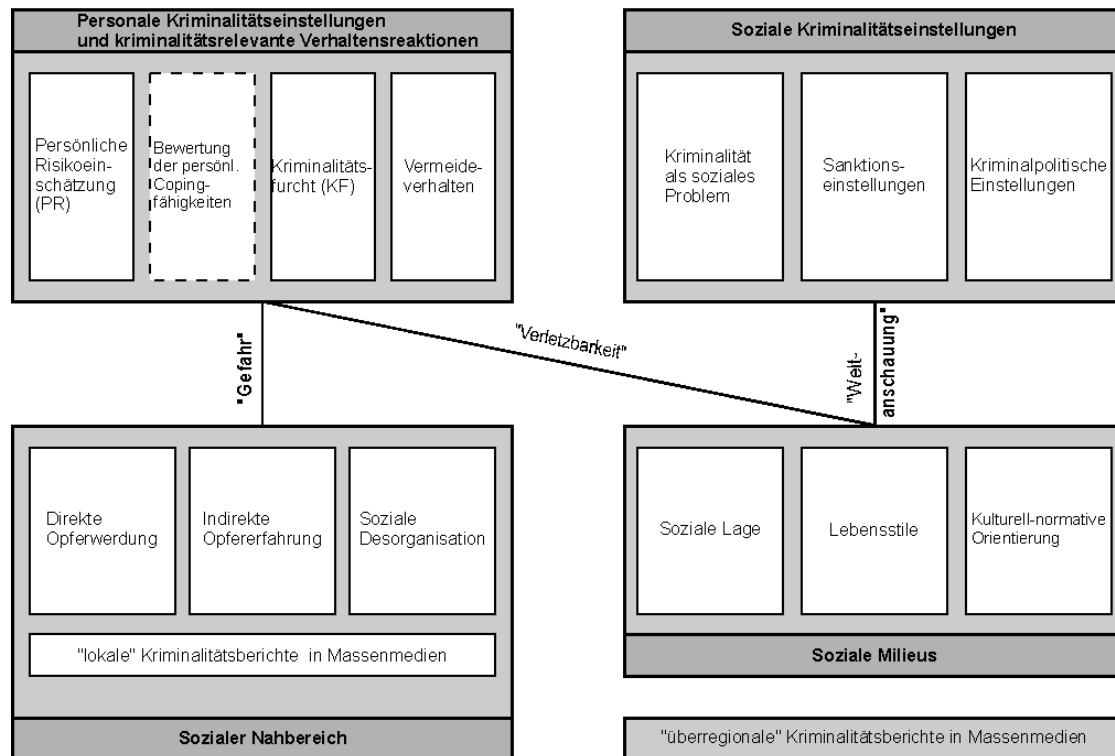 Personale Kriminalitätseinstellungen
und kriminalitätsrelevante Verhaltensreaktionen
Persönliche
Risikoein-
schätzung
(PR)
Bewertung
der persönl.
Coping-
fähigkeiten
Kriminalitäts-
furcht (KF)
Vermeide-
verhalten
Soziale Kriminalitätseinstellungen
Kriminalität
als soziales
Problem
Sanktions-
einstellungen
Kriminalpolitische
Einstellungen
"Gefahr"
"Verletzbarkeit"
"Welt-
anschauung"
Direkte
Opferwerdung
Indirekte
Opfererfahrung
Soziale
Desorganisation
"lokale" Kriminalitätsberichte in Massenmedien
Sozialer Nahbereich
Soziale Lage
Lebensstile
Kulturell-normative
Orientierung
Soziale Milieus
"überregionale" Kriminalitätsberichte in Massenmedien